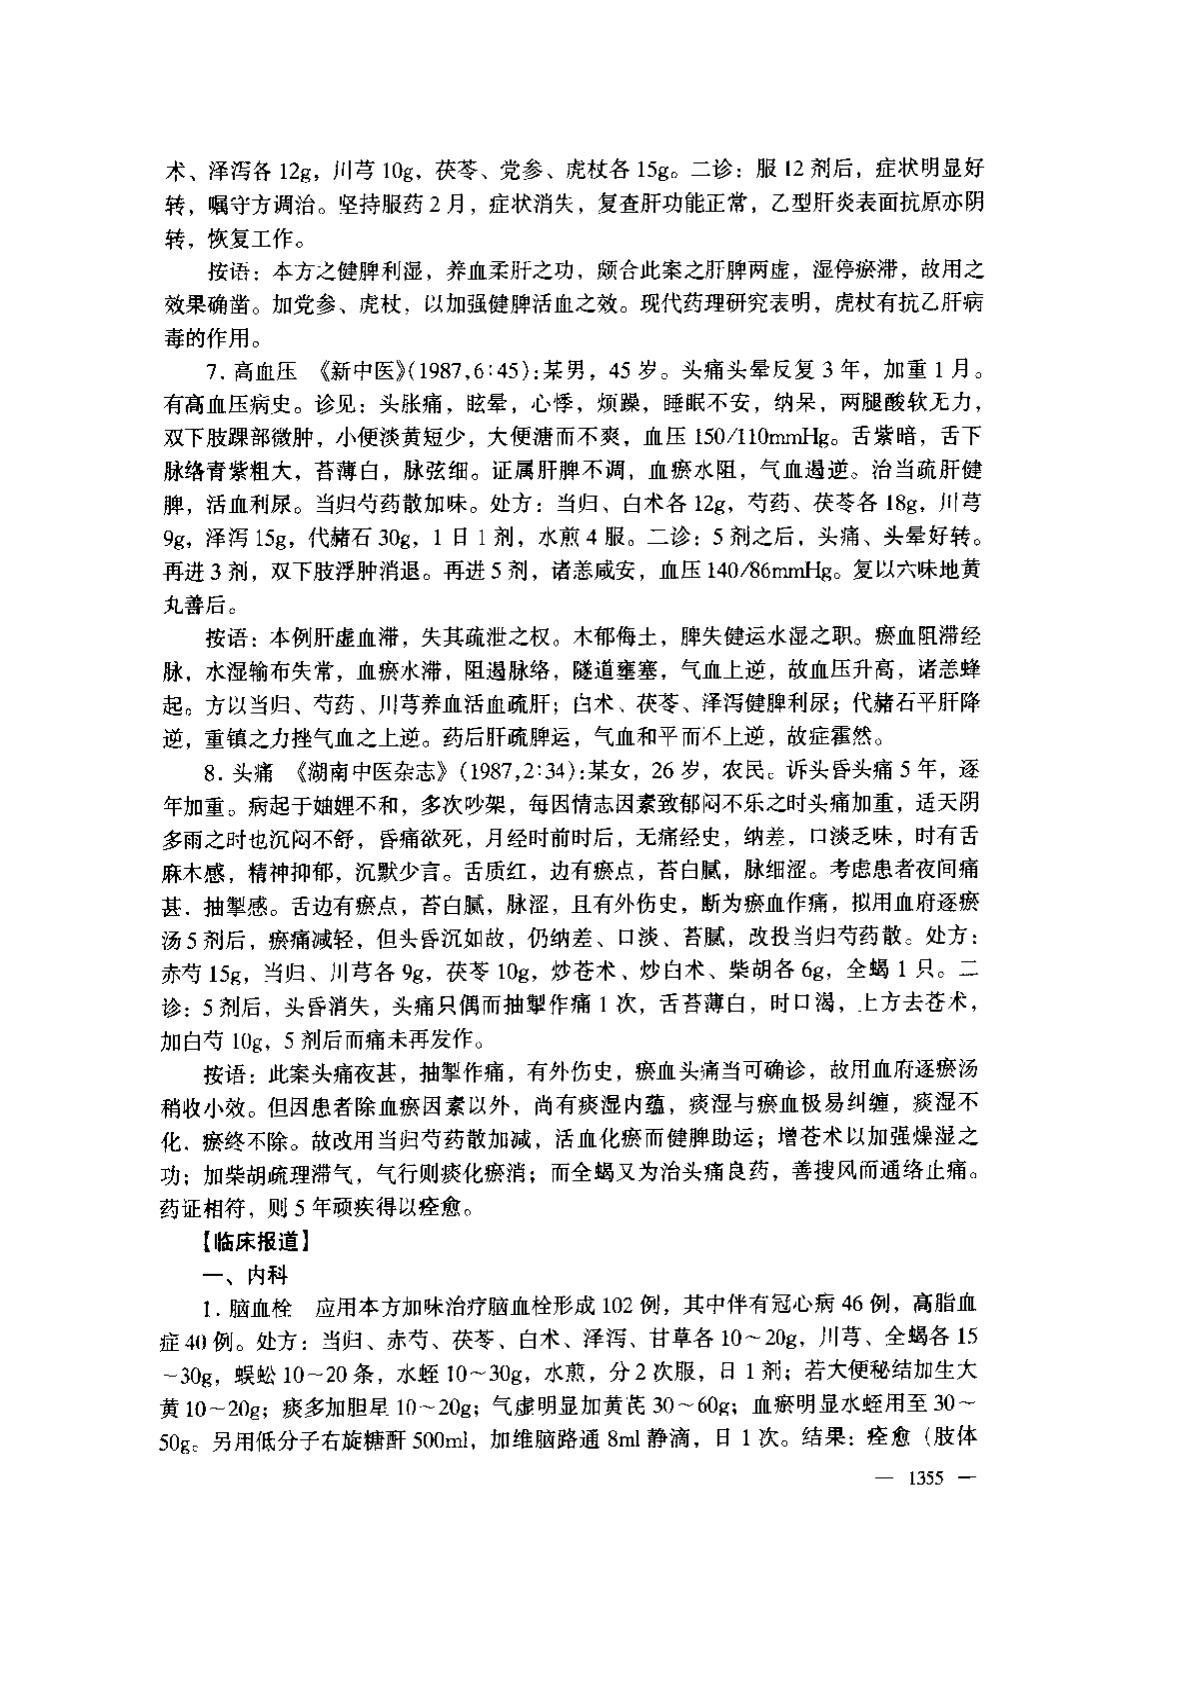 术、泽泻各 12g，川芎 10g，茯苓、党参、虎杖各 15g。二诊：服 12 剂后，症状明显好
转，嘱守方调治。坚持服药 2 月，症状消失，复查肝功能正常，乙型肝炎表面抗原亦阴
转，恢复工作。
按语：本方之健脾利湿，养血柔肝之功，颇合此案之肝脾两虚，湿停瘀滞，故用之
效果确凿。加党参、虎杖，以加强健脾活血之效。现代药理研究表明，虎杖有抗乙肝病
毒的作用。
7. 高血压 《新中医》(1987,6∶45)：某男，45 岁。头痛头晕反复 3 年，加重 1 月。
有高血压病史。诊见：头胀痛，眩晕，心悸，烦躁，睡眠不安，纳呆，两腿酸软无力，
双下肢踝部微肿，小便淡黄短少，大便溏而不爽，血压 150/110mmHg。舌紫暗，舌下
脉络青紫粗大，苔薄白，脉弦细。证属肝脾不调，血瘀水阻，气血遏逆。治当疏肝健
脾，活血利尿。当归芍药散加味。处方：当归、白术各 12g，芍药、茯苓各 18g，川芎
9g，泽泻 15g，代赭石 30g，1 日 1 剂，水煎 4 服。二诊：5 剂之后，头痛、头晕好转。
再进 3 剂，双下肢浮肿消退。再进 5 剂，诸恙咸安，血压 140/86mmHg。复以六味地黄
丸善后。
按语：本例肝虚血滞，失其疏泄之权。木郁侮土，脾失健运水湿之职。瘀血阻滞经
脉，水湿输布失常，血瘀水滞，阻遏脉络，隧道壅塞，气血上逆，故血压升高，诸恙蜂
起。方以当归、芍药、川芎养血活血疏肝；白术、茯苓、泽泻健脾利尿；代赭石平肝降
逆，重镇之力挫气血之上逆。药后肝疏脾运，气血和平而不上逆，故症霍然。
8. 头痛 《湖南中医杂志》(1987,2∶34)：某女，26 岁，农民。诉头昏头痛 5 年，逐
年加重。病起于妯娌不和，多次吵架，每因情志因素致郁闷不乐之时头痛加重，适天阴
多雨之时也沉闷不舒，昏痛欲死，月经时前时后，无痛经史，纳差，口淡乏味，时有舌
麻木感，精神抑郁，沉默少言。舌质红，边有瘀点，苔白腻，脉细涩。考虑患者夜间痛
甚，抽掣感。舌边有瘀点，苔白腻，脉涩，且有外伤史，断为瘀血作痛，拟用血府逐瘀
汤 5 剂后，瘀痛减轻，但头昏沉如故，仍纳差、口淡、苔腻，改投当归芍药散。处方：
赤芍 15g，当归、川芎各 9g，茯苓 10g，炒苍术、炒白术、柴胡各 6g，全蝎 1 只。二
诊：5 剂后，头昏消失，头痛只偶而抽掣作痛 1 次，舌苔薄白，时口渴，上方去苍术，
加白芍 10g，5 剂后而痛未再发作。
按语：此案头痛夜甚，抽掣作痛，有外伤史，瘀血头痛当可确诊，故用血府逐瘀汤
稍收小效。但因患者除血瘀因素以外，尚有痰湿内蕴，痰湿与瘀血极易纠缠，痰湿不
化，瘀终不除。故改用当归芍药散加减，活血化瘀而健脾助运；增苍术以加强燥湿之
功；加柴胡疏理滞气，气行则痰化瘀消；而全蝎又为治头痛良药，善搜风而通络止痛。
药证相符，则 5 年顽疾得以痊愈。
【临床报道】
一、内科
1. 脑血栓 应用本方加味治疗脑血栓形成 102 例，其中伴有冠心病 46 例，高脂血
症 40 例。处方：当归、赤芍、茯苓、白术、泽泻、甘草各 10～20g，川芎、全蝎各 15
～30g，蜈蚣 10～20 条，水蛭 10～30g，水煎，分 2 次服，日 1 剂；若大便秘结加生大
黄 10～20g；痰多加胆星 10～20g；气虚明显加黄芪 30～60g；血瘀明显水蛭用至 30～
50g。另用低分子右旋糖酐 500ml，加维脑路通 8ml 静滴，日 1 次。结果：痊愈（肢体
— 1355 —